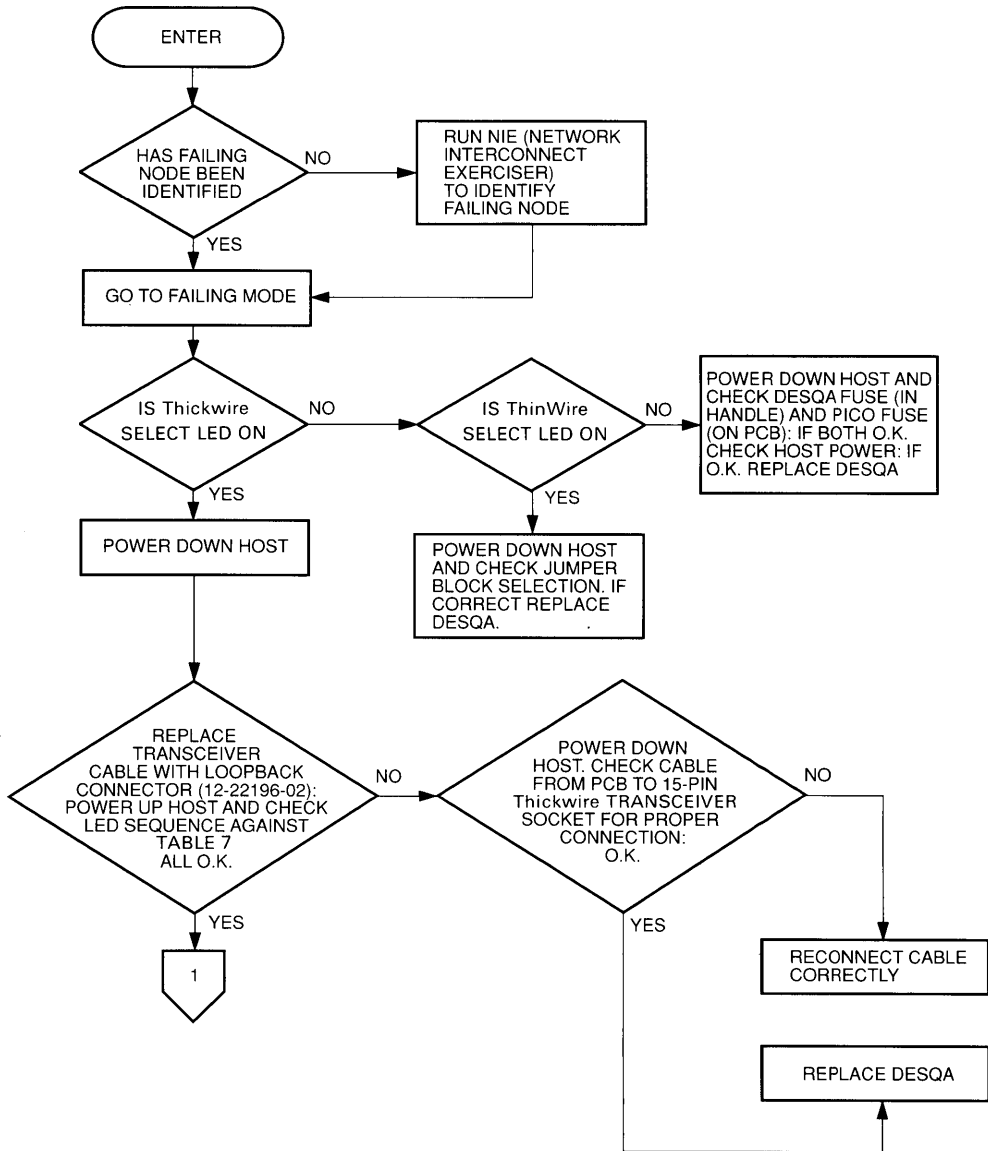 ENTER
HAS FAILING
NODE BEEN
IDENTIFIED
NO
RUN NIE (NETWORK
INTERCONNECT
EXERCISER)
TO IDENTIFY
FAILING NODE
YES
GO TO FAILING MODE
IS Thickwire
SELECT LED ON
NO
IS ThinWire
SELECT LED ON
NO
POWER DOWN HOST AND
CHECK DESQA FUSE (IN
HANDLE) AND PICO FUSE
(ON PCB): IF BOTH O.K.
CHECK HOST POWER: IF
O.K. REPLACE DESQA
YES
YES
POWER DOWN HOST
POWER DOWN HOST
AND CHECK JUMPER
BLOCK SELECTION. IF
CORRECT REPLACE
DESQA.
REPLACE
TRANSCEIVER
CABLE WITH LOOPBACK
CONNECTOR (12-22196-02):
POWER UP HOST AND CHECK
LED SEQUENCE AGAINST
TABLE 7
ALL O.K.
NO
POWER DOWN
HOST. CHECK CABLE
FROM PCB TO 15-PIN
Thickwire TRANSCEIVER
SOCKET FOR PROPER
CONNECTION:
O.K.
NO
YES
YES
1
RECONNECT CABLE
CORRECTLY
REPLACE DESQA